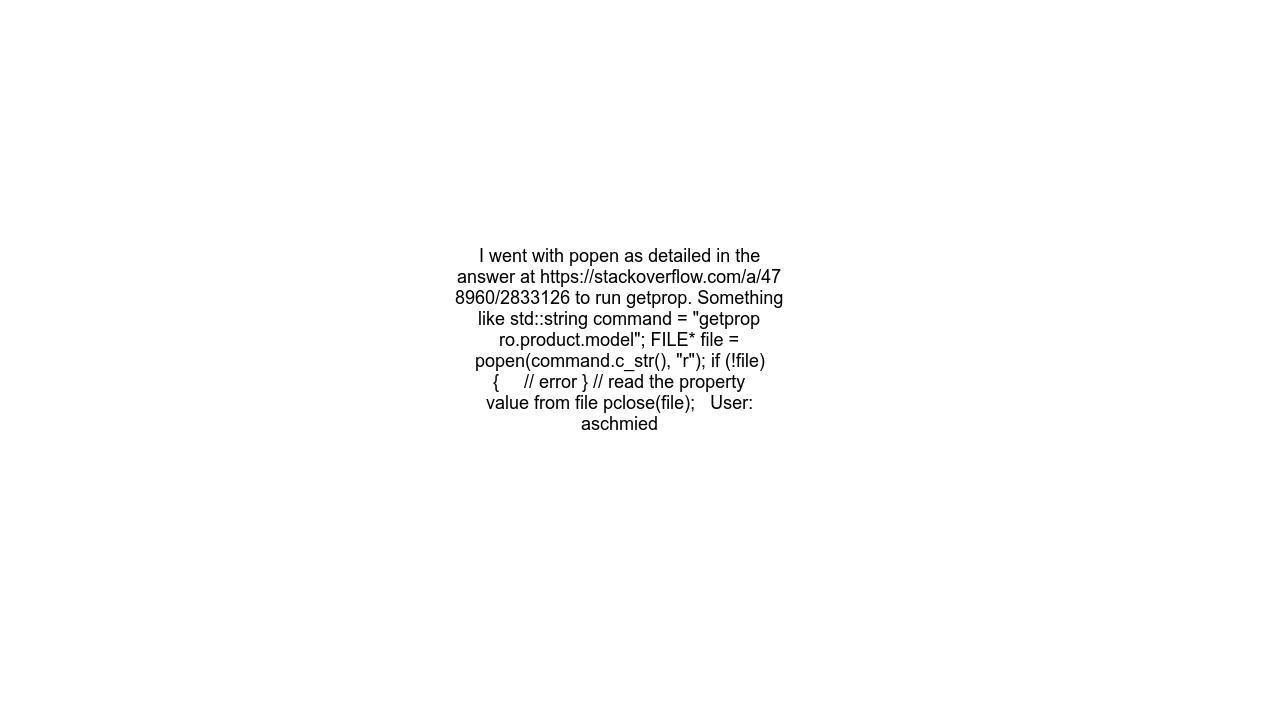 I went with popen as detailed in the
answer at https://stackoverflow.com/a/47
8960/2833126 to run getprop. Something
like std::string command = "getprop
ro.product.model"; FILE* file =
popen(command.c_str(), "r"); if (!file)
{     // error } // read the property
value from file pclose(file);   User:
aschmied